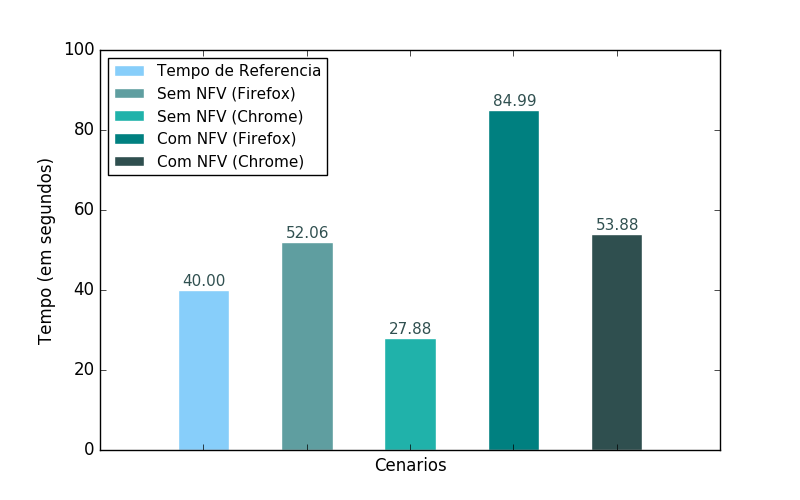 100
80
60
40
20
0
Tempo (em segundos)
Tempo de Referencia
Sem NFV (Firefox)
Sem NFV (Chrome)
Com NFV (Firefox)
Com NFV (Chrome)
40.00
52.06
27.88
84.99
53.88
Cenarios